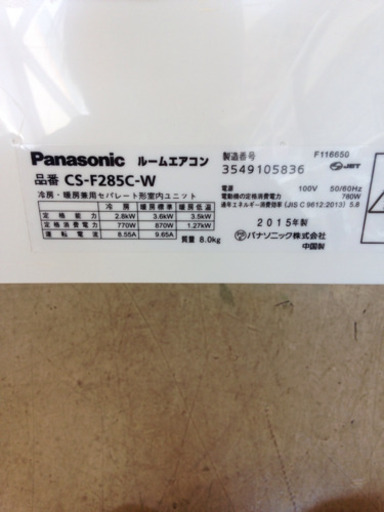 Panasonic ルームエアコン
品番 CS-F285C-W
冷房・暖房兼用セパレート形室内ユニット
冷房 暖房標準 暖房低温
定格能力 2.8kW 3.6kW 3.5kW
定格消費電力 770W 870W 1.27kW
運転電流 8.55A 9.65A
質量 8.0kg
製造番号 F116650
3549105836 JET
電源 100V 50/60Hz
電動機の定格消費電力 780W
通年エネルギー消費効率 (JIS C 9612:2013) 5.8
2015年製
パナソニック株式会社
中国製